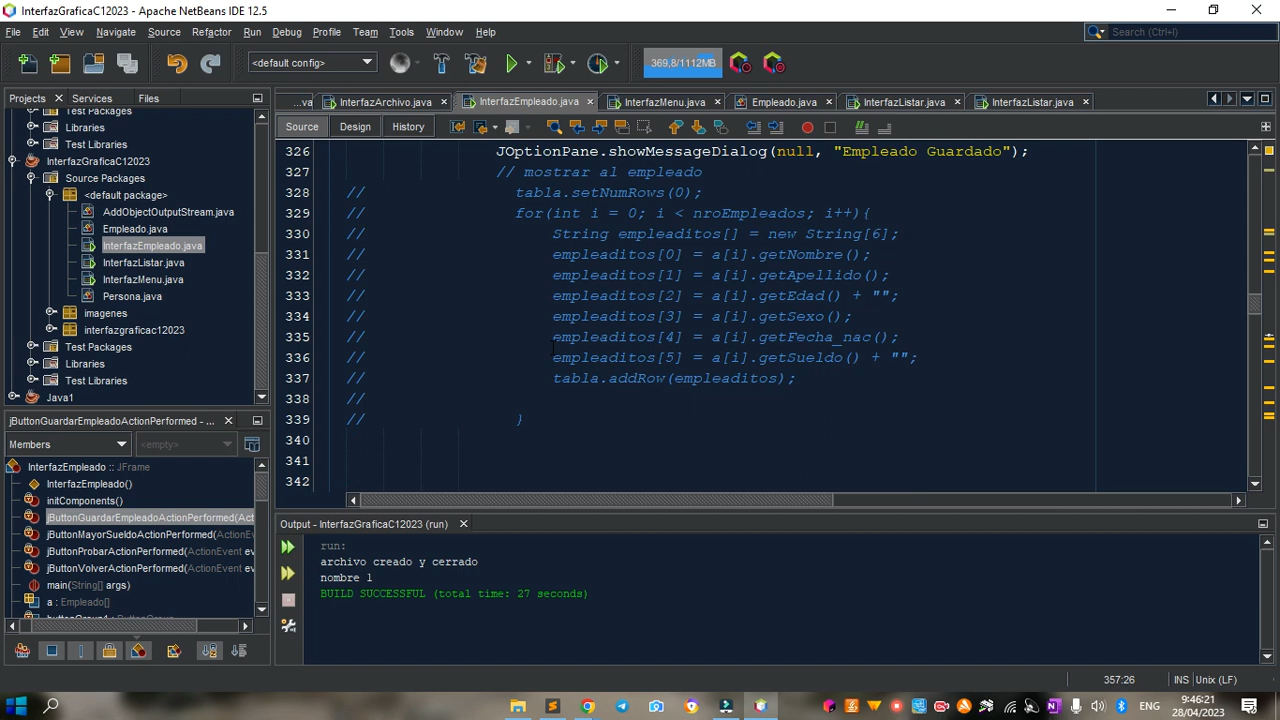 InterfazGraficaC12023 - Apache NetBeans IDE 12.5
File Edit View Navigate Source Refactor Run Debug Profile Team Tools Window Help
Search (Ctrl+I)
<default config>
369,8/1112MB
Projects Services Files
...va InterfazArchivo.java InterfazEmpleado.java InterfazMenu.java Empleado.java InterfazListar.java InterfazListar.java
Source Design History
Test Packages
Libraries
Test Libraries
InterfazGraficaC12023
Source Packages
<default package>
AddObjectOutputStream.java
Empleado.java
InterfazEmpleado.java
InterfazListar.java
InterfazMenu.java
Persona.java
imagenes
interfazgraficac12023
Test Packages
Libraries
Test Libraries
Java1
326 JOptionPane.showMessageDialog(null, "Empleado Guardado");
327 // mostrar al empleado
328 // tabla.setNumRows(0);
329 // for(int i = 0; i < nroEmpleados; i++){
330 // String empleaditos[] = new String[6];
331 // empleaditos[0] = a[i].getNombre();
332 // empleaditos[1] = a[i].getApellido();
333 // empleaditos[2] = a[i].getEdad() + "";
334 // empleaditos[3] = a[i].getSexo();
335 // empleaditos[4] = a[i].getFecha_nac();
336 // empleaditos[5] = a[i].getSueldo() + "";
337 // tabla.addRow(empleaditos);
338 //
339 // }
340
341
342
jButtonGuardarEmpleadoActionPerformed - ...
Members <empty>
InterfazEmpleado :: JFrame
InterfazEmpleado()
initComponents()
jButtonGuardarEmpleadoActionPerformed(Act
jButtonMayorSueldoActionPerformed(ActionE
jButtonProbarActionPerformed(ActionEvent ev
jButtonVolverActionPerformed(ActionEvent e
main(String[] args)
a : Empleado[]
buttonGroup1 : ButtonGroup
Output - InterfazGraficaC12023 (run)
run:
archivo creado y cerrado
nombre 1
BUILD SUCCESSFUL (total time: 27 seconds)
357:26 INS Unix (LF)
9:46:21
28/04/2023